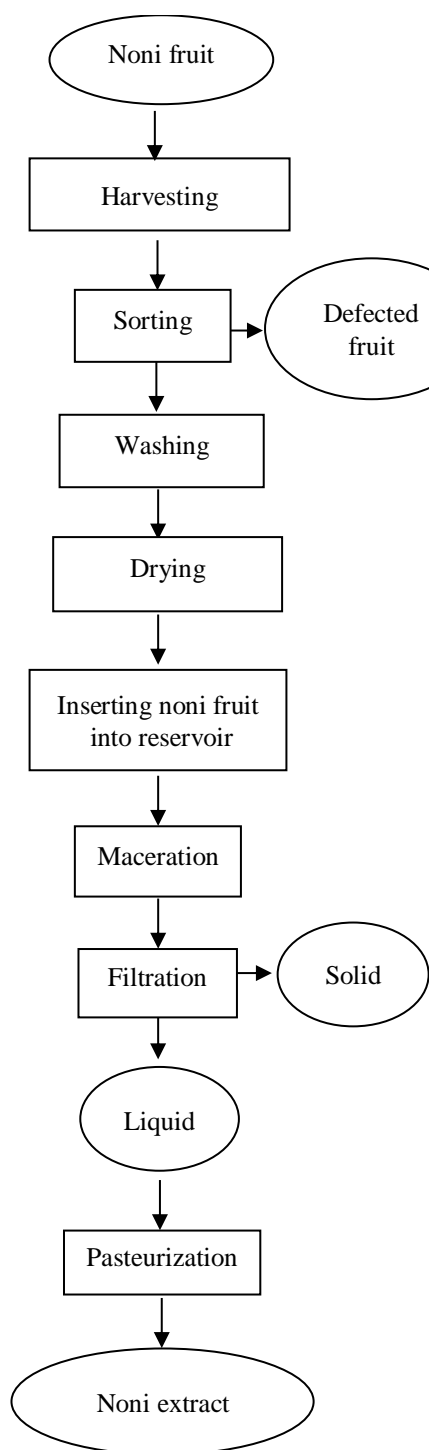 Noni fruit
Harvesting
Sorting
Defected
fruit
Washing
Drying
Inserting noni fruit
into reservoir
Maceration
Filtration
Solid
Liquid
Pasteurization
Noni extract